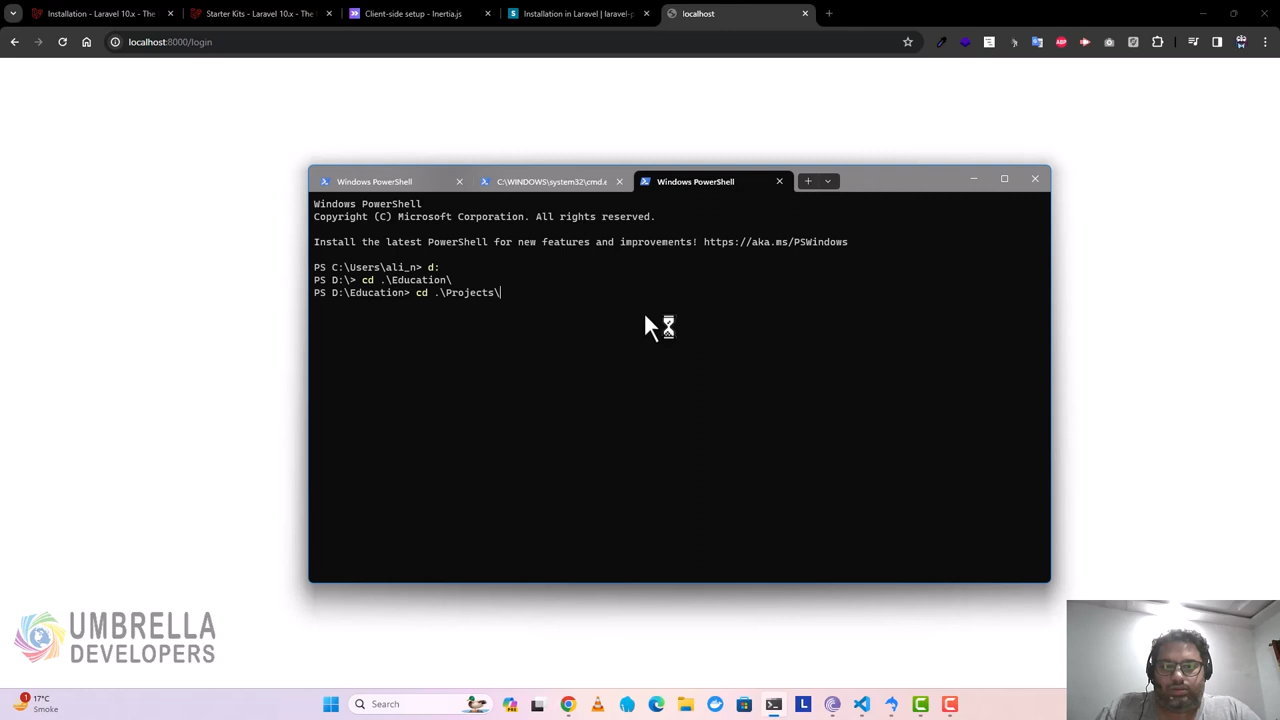 Installation - Laravel 10.x - The
Starter Kits - Laravel 10.x - The
Client-side setup - Inertia.js
Installation in Laravel | laravel-p
localhost
localhost:8000/login
Windows PowerShell
C:\WINDOWS\system32\cmd.e
Windows PowerShell
Windows PowerShell
Copyright (C) Microsoft Corporation. All rights reserved.
Install the latest PowerShell for new features and improvements! https://aka.ms/PSWindows
PS C:\Users\ali_n> d:
PS D:\> cd .\Education\
PS D:\Education> cd .\Projects\
UMBRELLA
DEVELOPERS
1
17°C
Smoke
Search